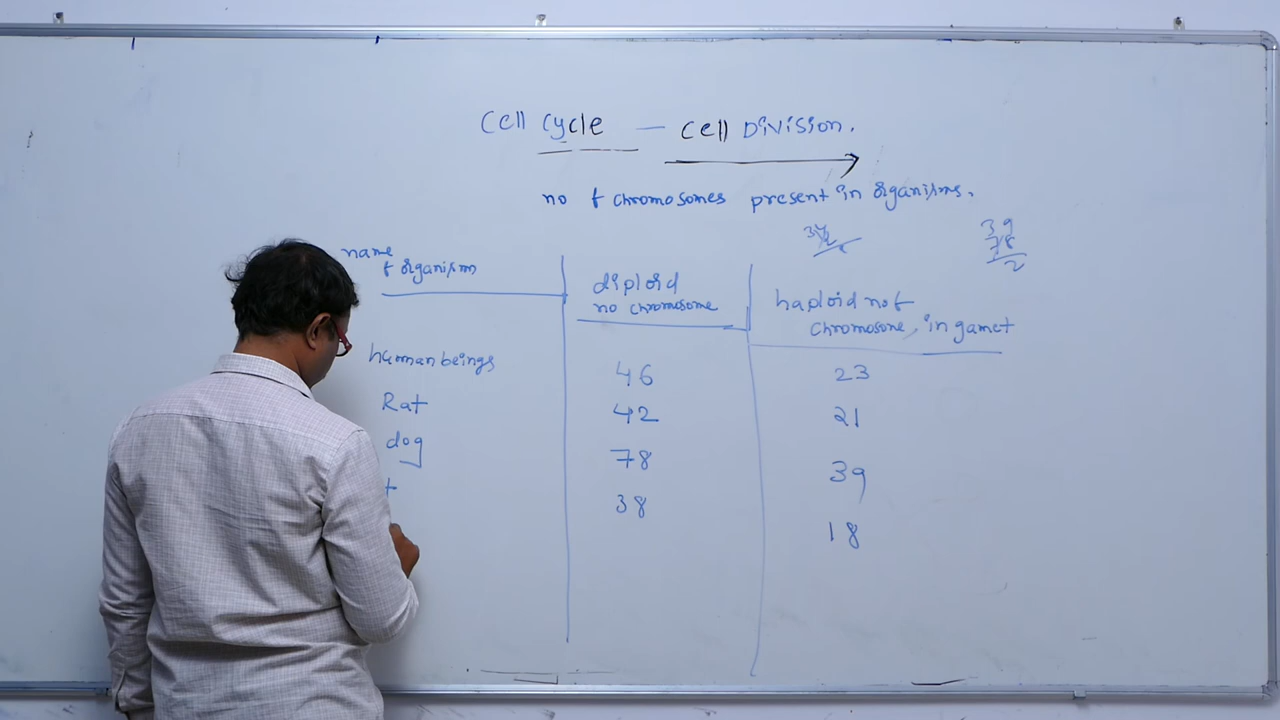 Cell Cycle — Cell Division.
no of chromosomes present in organisms.
39
78
2
name
of organism
diploid
no chromosome
haploid no of
chromosome, in gamet
human beings 46 23
Rat 42 21
dog 78 39
t 38 18